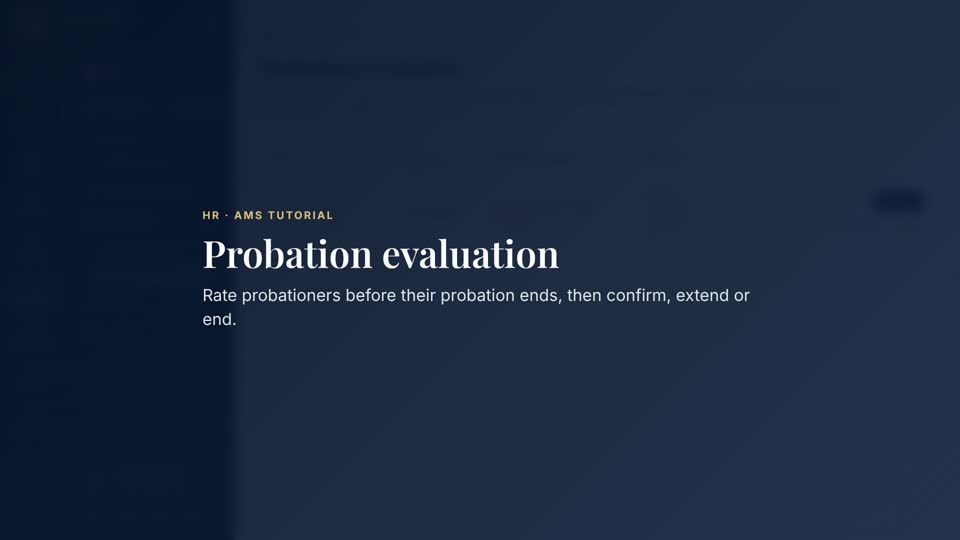 HR · AMS TUTORIAL
Probation evaluation
Rate probationers before their probation ends, then confirm, extend or
end.